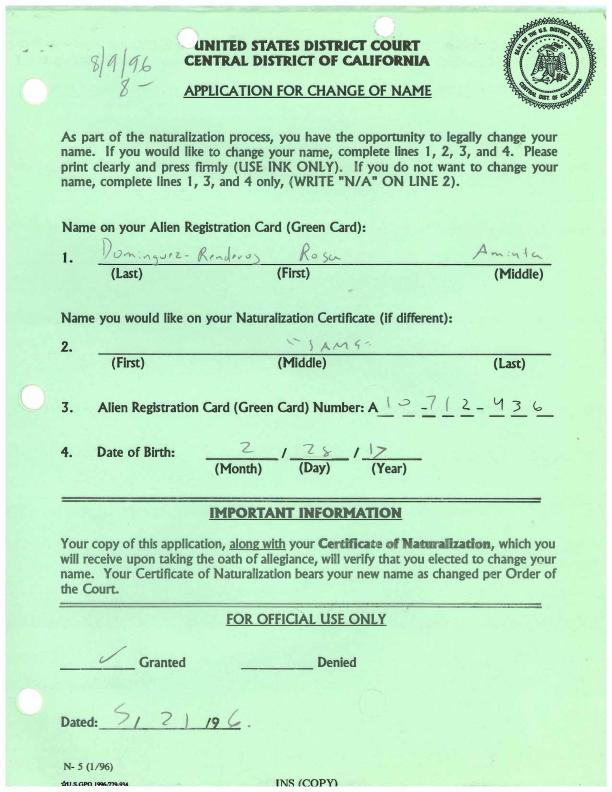 8/9/96
8-
UNITED STATES DISTRICT COURT
CENTRAL DISTRICT OF CALIFORNIA
SEAL OF THE U.S. DISTRICT COURT
CENTRAL DIST. OF CALIFORNIA
APPLICATION FOR CHANGE OF NAME
As part of the naturalization process, you have the opportunity to legally change your
name. If you would like to change your name, complete lines 1, 2, 3, and 4. Please
print clearly and press firmly (USE INK ONLY). If you do not want to change your
name, complete lines 1, 3, and 4 only, (WRITE "N/A" ON LINE 2).
Name on your Alien Registration Card (Green Card):
1. Dominguez-Renderos Rosa Aminta
(Last) (First) (Middle)
Name you would like on your Naturalization Certificate (if different):
2. "SAME"
(First) (Middle) (Last)
3. Alien Registration Card (Green Card) Number: A 10-712-436
4. Date of Birth: 2 / 28 / 17
(Month) (Day) (Year)
IMPORTANT INFORMATION
Your copy of this application, along with your Certificate of Naturalization, which you
will receive upon taking the oath of allegiance, will verify that you elected to change your
name. Your Certificate of Naturalization bears your new name as changed per Order of
the Court.
FOR OFFICIAL USE ONLY
✓ Granted Denied
Dated: 5/ 21 19 6.
N- 5 (1/96)
☆U.S.GPO 1996-779-934
INS (COPY)